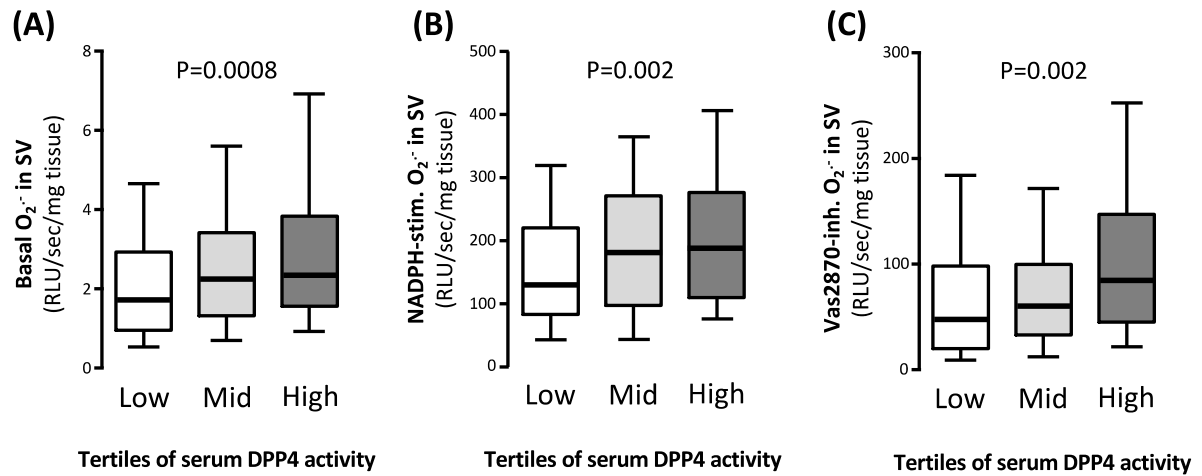 (A)
P=0.0008
Basal O₂·⁻ in SV
(RLU/sec/mg tissue)
8
6
4
2
0
Low Mid High
Tertiles of serum DPP4 activity
(B)
P=0.002
NADPH-stim. O₂·⁻ in SV
(RLU/sec/mg tissue)
500
400
300
200
100
0
Low Mid High
Tertiles of serum DPP4 activity
(C)
P=0.002
Vas2870-inh. O₂·⁻ in SV
(RLU/sec/mg tissue)
300
200
100
0
Low Mid High
Tertiles of serum DPP4 activity